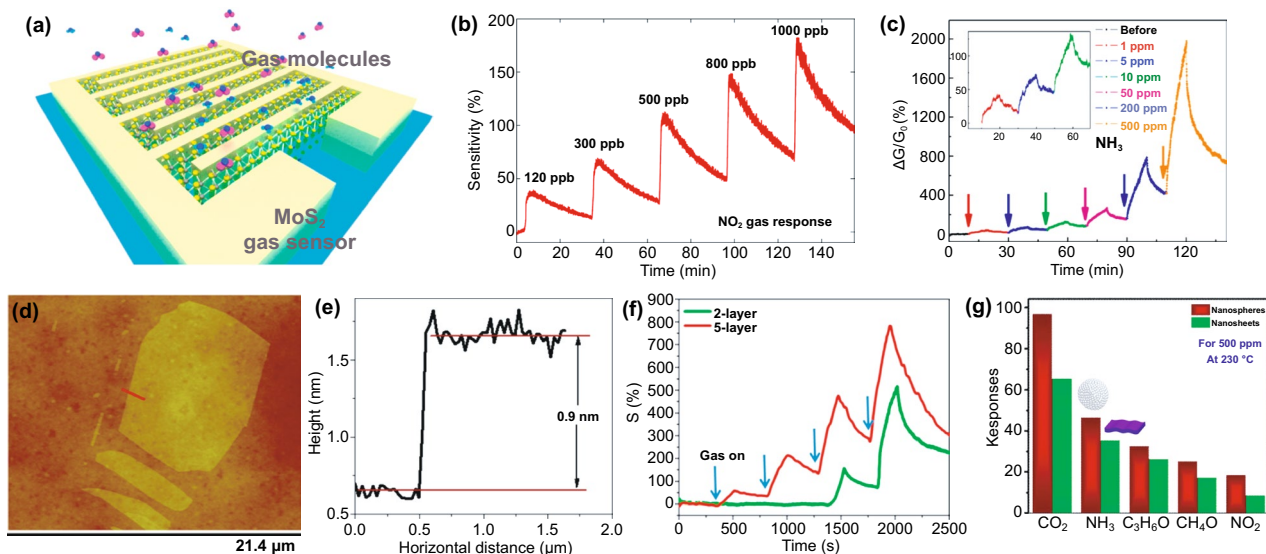 (a)
Gas molecules
MoS₂
gas sensor
(b)
Sensitivity (%)
200
150
100
50
0
120 ppb
300 ppb
500 ppb
800 ppb
1000 ppb
NO₂ gas response
0 20 40 60 80 100 120 140
Time (min)
(c)
ΔG/G₀ (%)
2000
1600
1200
800
400
0
100
50
0
20 40 60
Before
1 ppm
5 ppm
10 ppm
50 ppm
200 ppm
500 ppm
NH₃
0 30 60 90 120
Time (min)
(d)
21.4 µm
(e)
Height (nm)
1.5
1.0
0.5
0.9 nm
0.0 0.5 1.0 1.5 2.0
Horizontal distance (µm)
(f)
S (%)
900
800
700
600
500
400
300
200
100
0
-100
2-layer
5-layer
Gas on
0 500 1000 1500 2000 2500
Time (s)
(g)
Kesponses
100
80
60
40
20
0
Nanospheres
Nanosheets
For 500 ppm
At 230 °C
CO₂ NH₃ C₃H₆O CH₄O NO₂